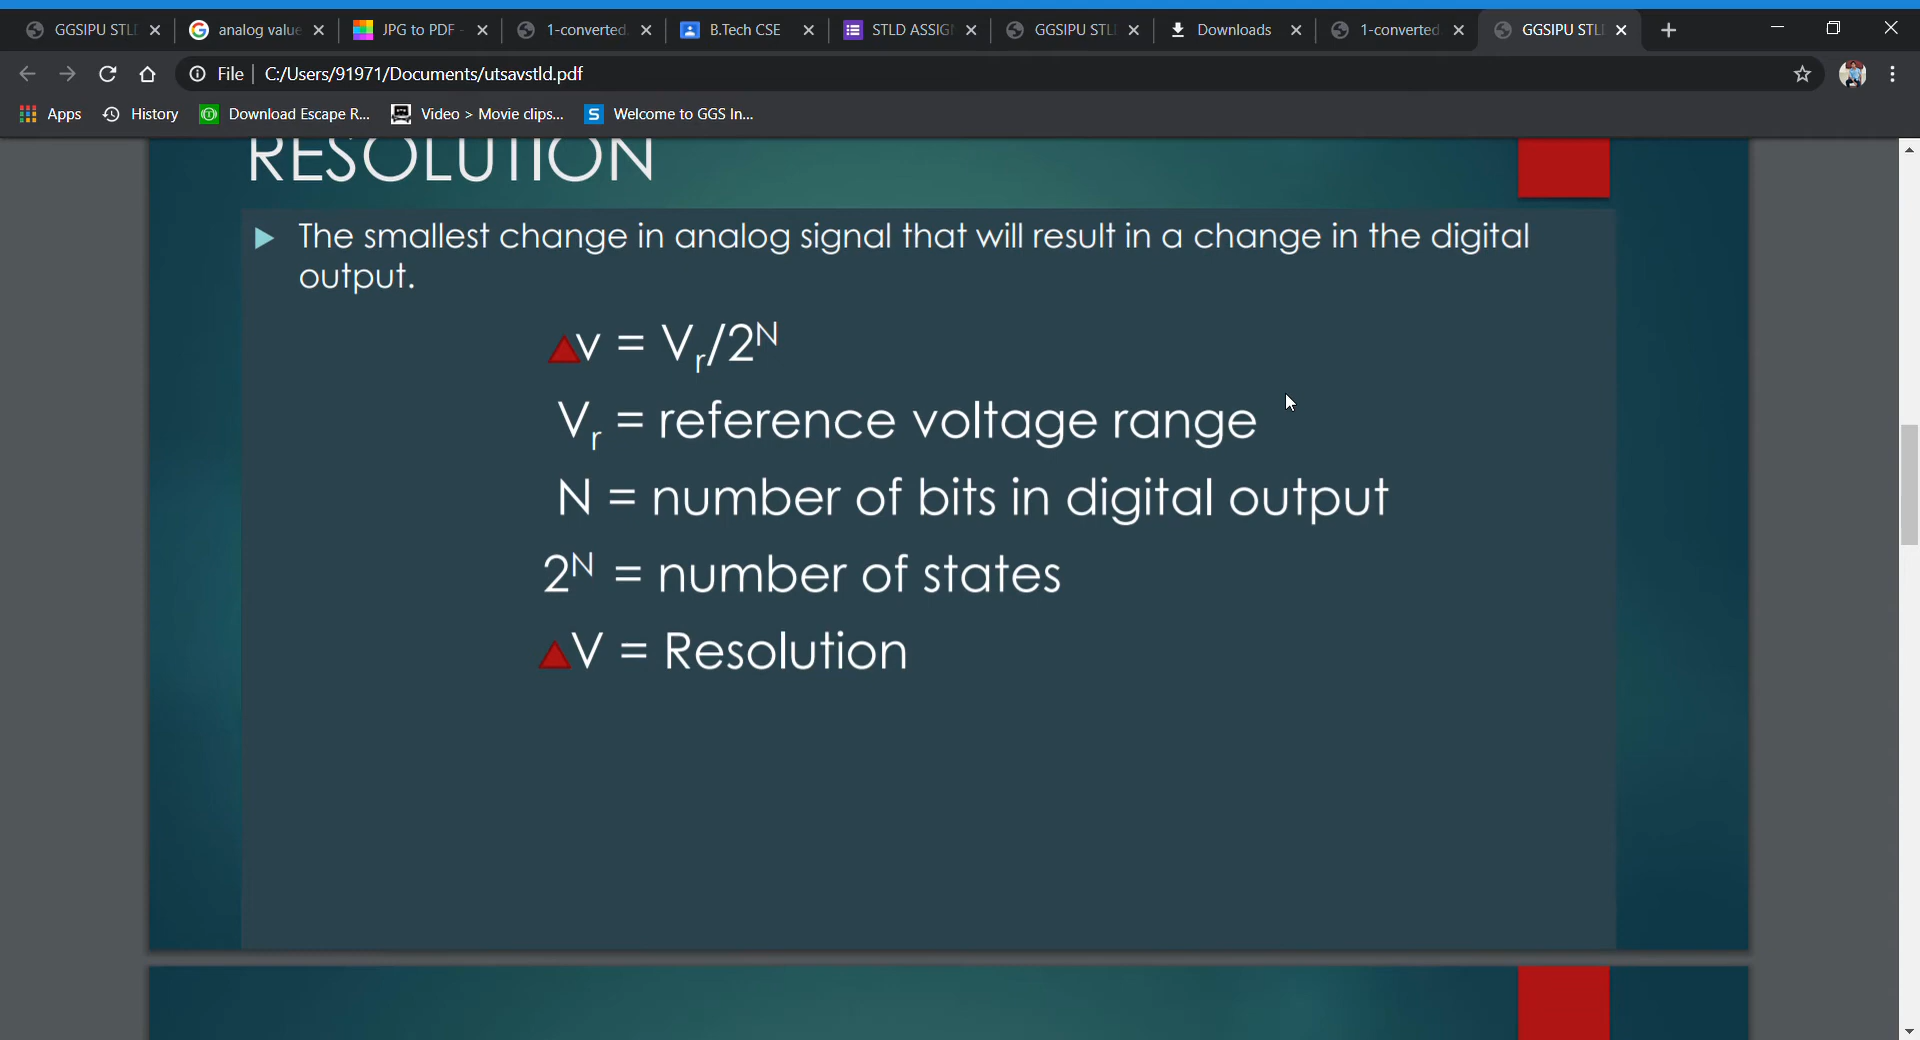 GGSIPU STL
analog value
JPG to PDF -
1-converted.
B.Tech CSE
STLD ASSIG
GGSIPU STL
Downloads
1-converted
GGSIPU STL
File | C:/Users/91971/Documents/utsavstld.pdf
Apps
History
Download Escape R...
Video > Movie clips...
S
Welcome to GGS In...
RESOLUTION
The smallest change in analog signal that will result in a change in the digital
output.
▲v = Vᵣ/2ᴺ
Vᵣ = reference voltage range
N = number of bits in digital output
2ᴺ = number of states
▲V = Resolution